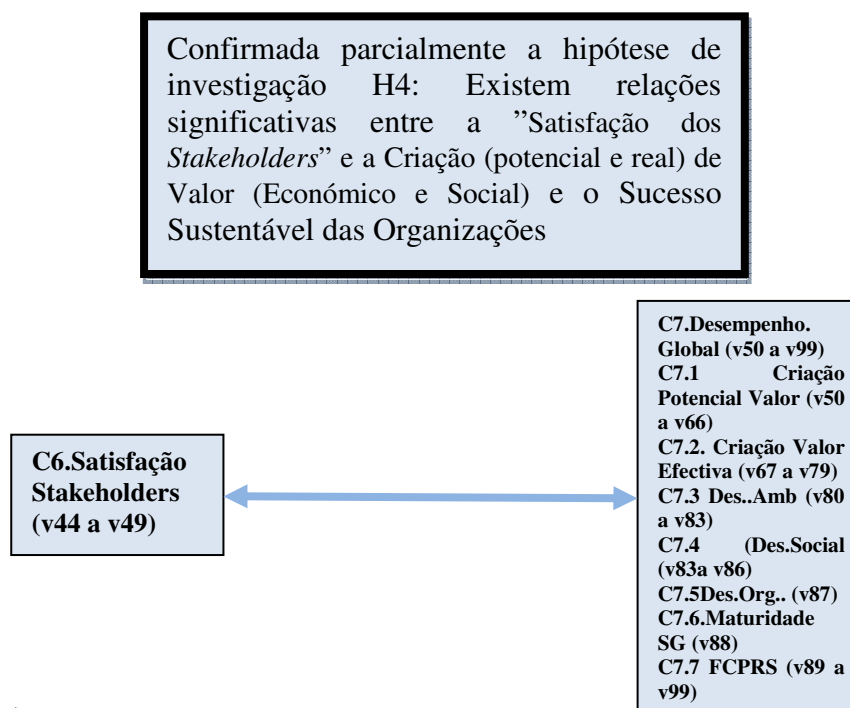 Confirmada parcialmente a hipótese de
investigação H4: Existem relações
significativas entre a ”Satisfação dos
Stakeholders” e a Criação (potencial e real) de
Valor (Económico e Social) e o Sucesso
Sustentável das Organizações
C6.Satisfação
Stakeholders
(v44 a v49)
C7.Desempenho.
Global (v50 a v99)
C7.1 Criação
Potencial Valor (v50
a v66)
C7.2. Criação Valor
Efectiva (v67 a v79)
C7.3 Des..Amb (v80
a v83)
C7.4 (Des.Social
(v83a v86)
C7.5Des.Org.. (v87)
C7.6.Maturidade
SG (v88)
C7.7 FCPRS (v89 a
v99)